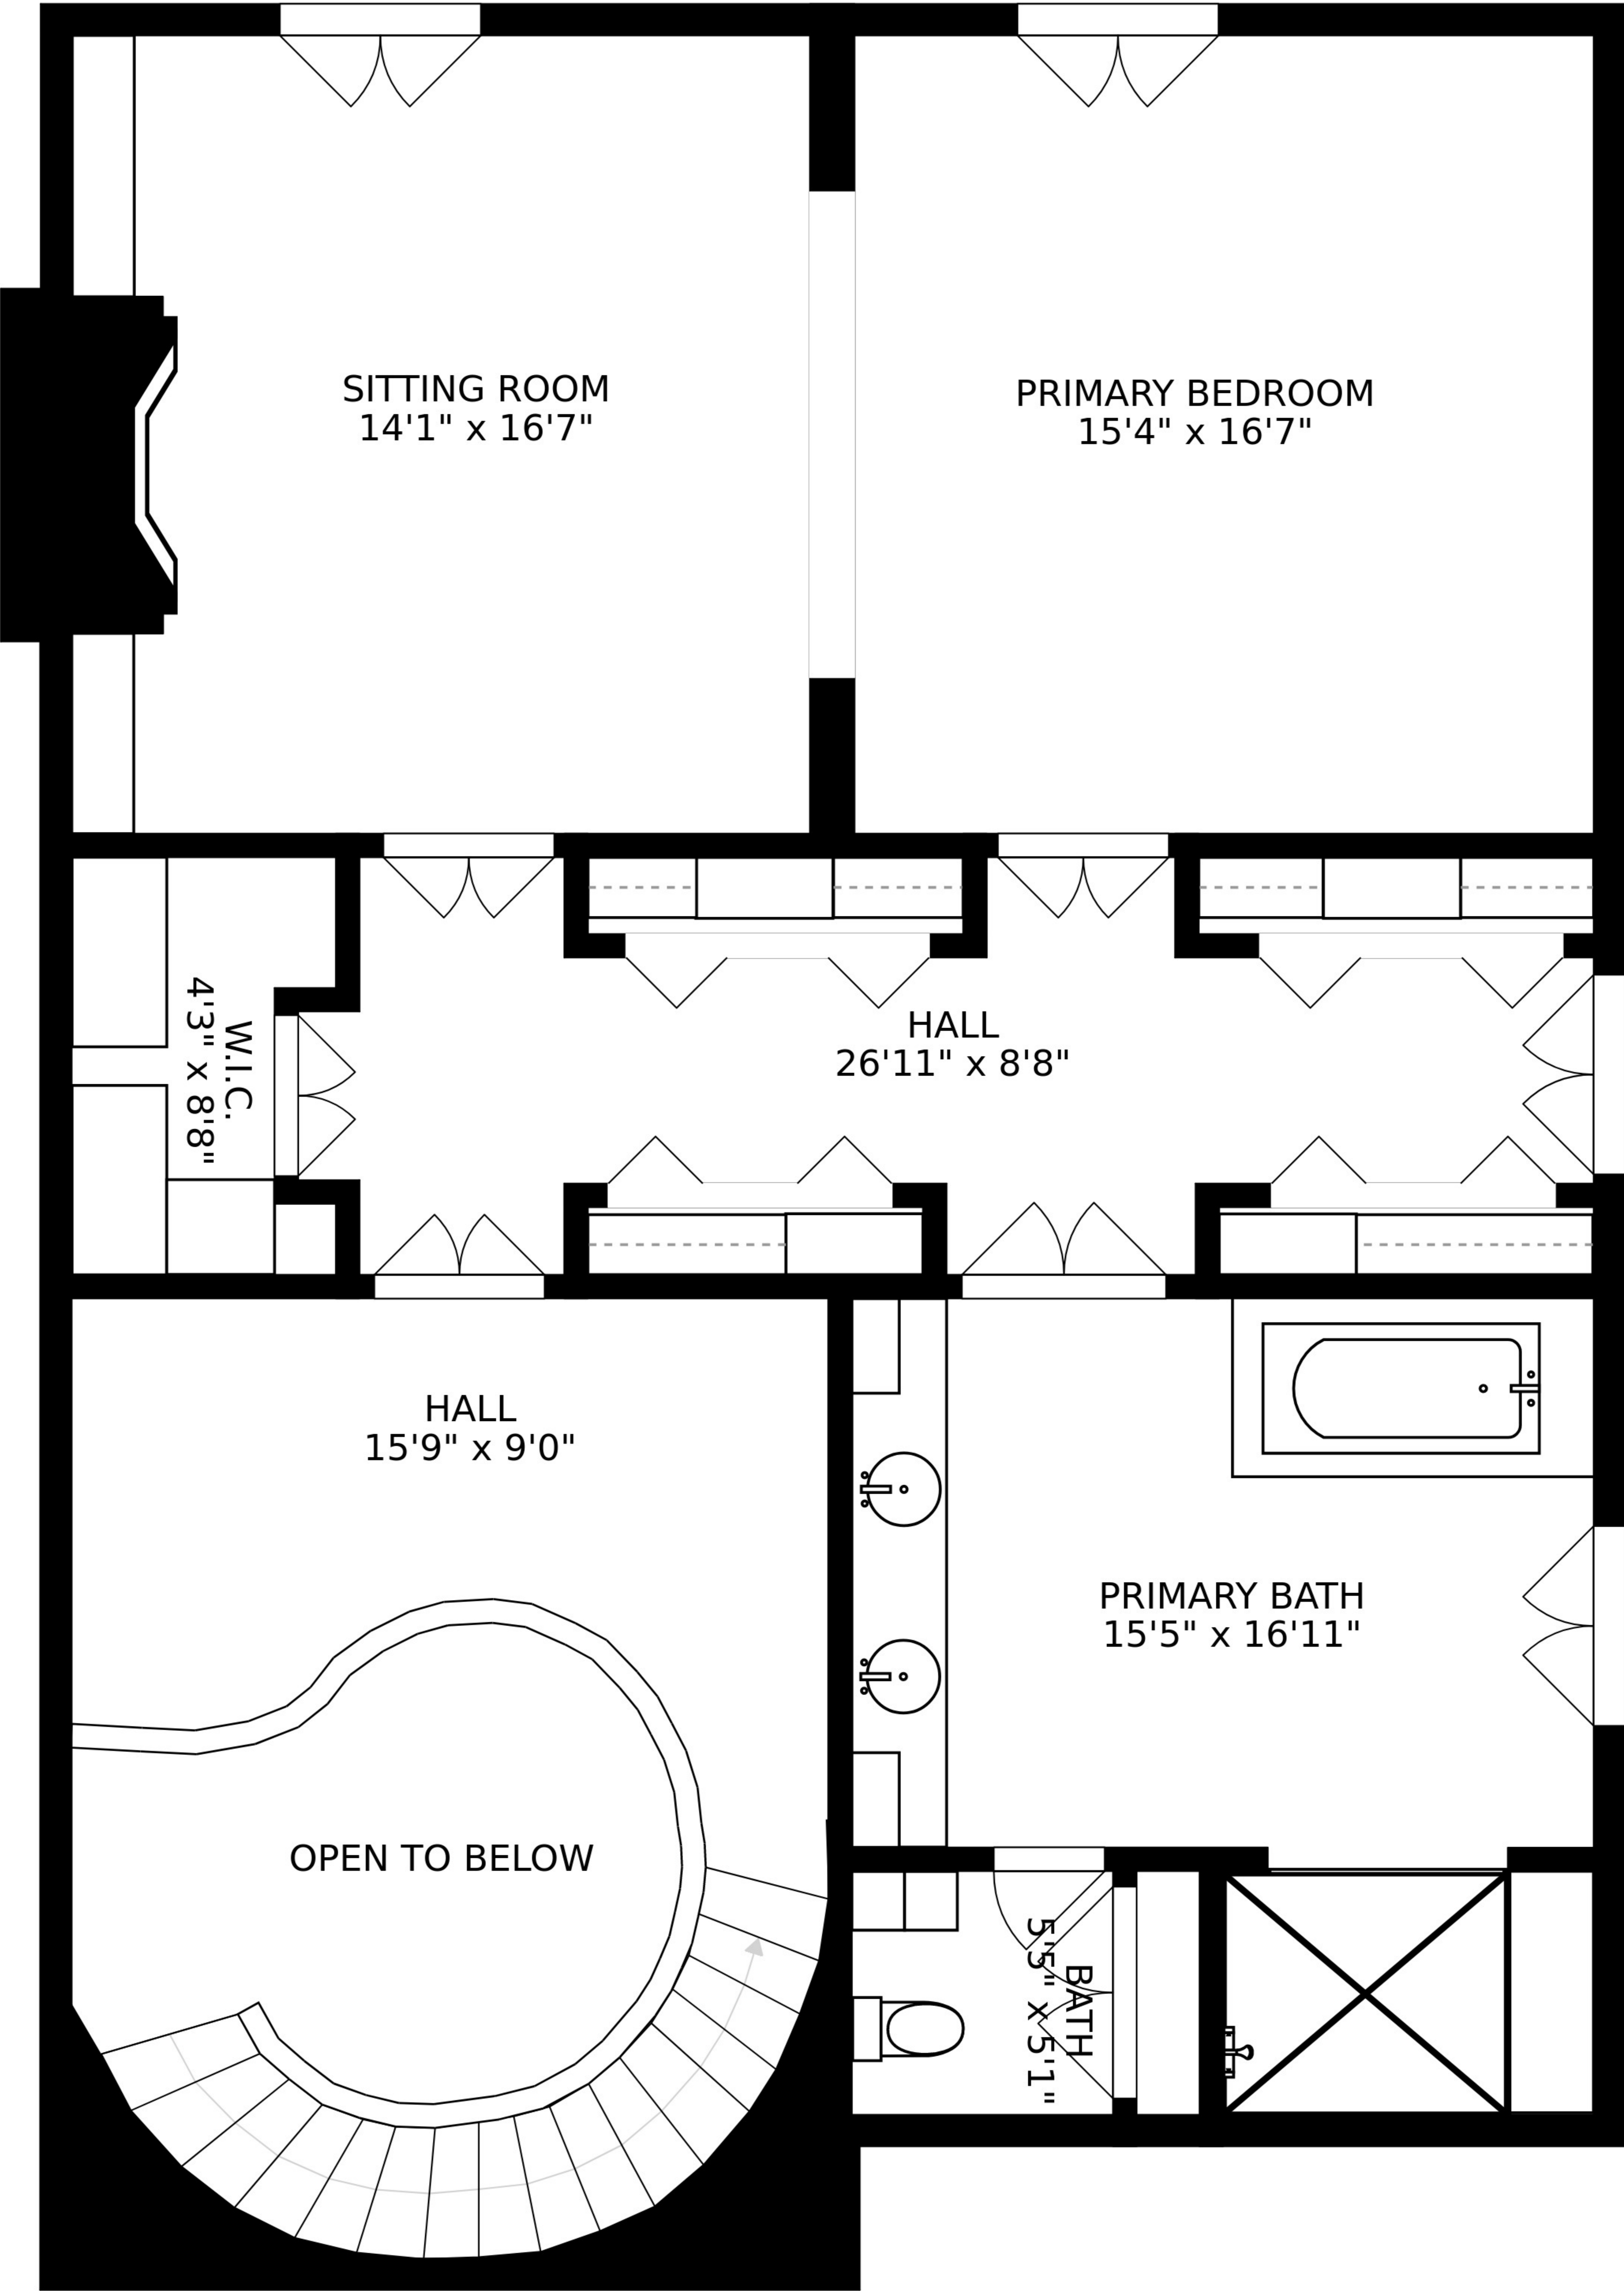 SITTING ROOM
14'1" x 16'7"
PRIMARY BEDROOM
15'4" x 16'7"
W.I.C.
4'3" x 8'8"
HALL
26'11" x 8'8"
HALL
15'9" x 9'0"
PRIMARY BATH
15'5" x 16'11"
OPEN TO BELOW
BATH
5'5" x 5'1"